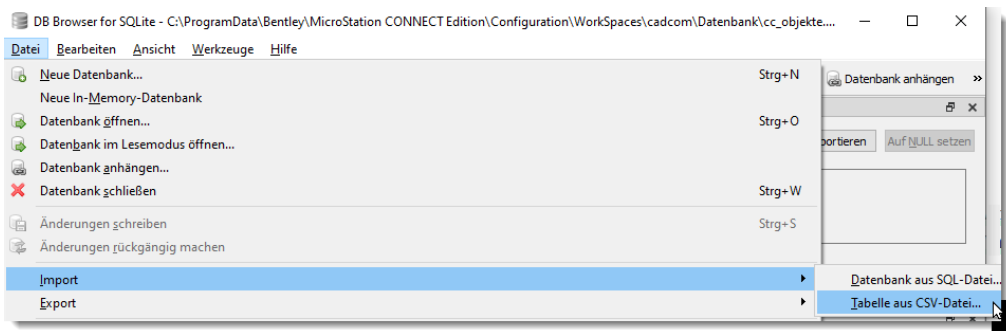 DB Browser for SQLite - C:\ProgramData\Bentley\MicroStation CONNECT Edition\Configuration\WorkSpaces\cadcom\Datenbank\cc_objekte....
Datei Bearbeiten Ansicht Werkzeuge Hilfe
Neue Datenbank... Strg+N
Datenbank anhängen »
Neue In-Memory-Datenbank
Datenbank öffnen... Strg+O
Datenbank im Lesemodus öffnen...
portieren Auf NULL setzen
Datenbank anhängen...
Datenbank schließen Strg+W
Änderungen schreiben Strg+S
Änderungen rückgängig machen
Import Datenbank aus SQL-Datei...
Export Tabelle aus CSV-Datei...